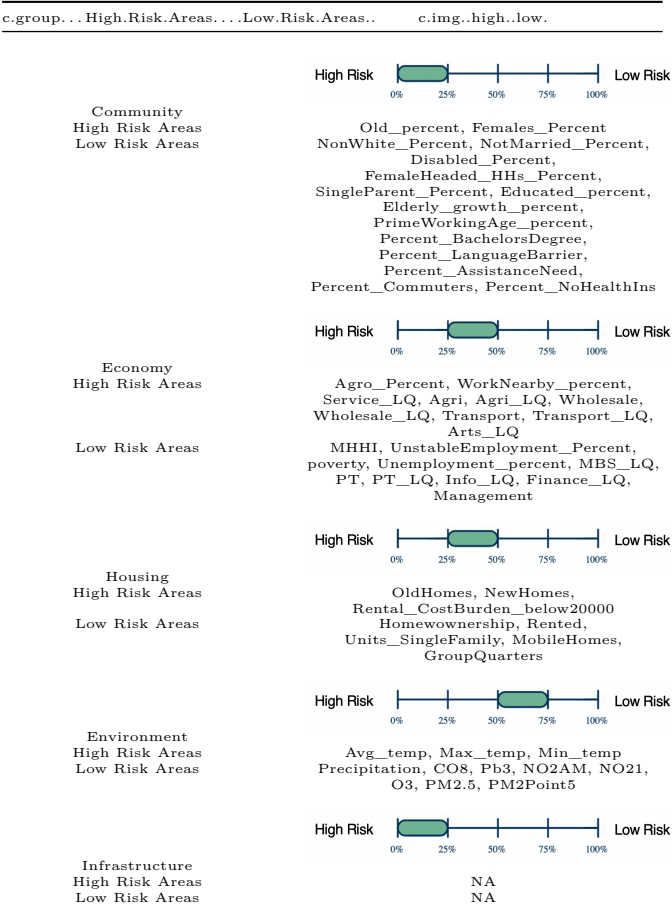 c.group... High.Risk.Areas....Low.Risk.Areas.. c.img..high..low.
High Risk Low Risk
0% 25% 50% 75% 100%
Community
High Risk Areas Old_percent, Females_Percent
Low Risk Areas NonWhite_Percent, NotMarried_Percent,
Disabled_Percent,
FemaleHeaded_HHs_Percent,
SingleParent_Percent, Educated_percent,
Elderly_growth_percent,
PrimeWorkingAge_percent,
Percent_BachelorsDegree,
Percent_LanguageBarrier,
Percent_AssistanceNeed,
Percent_Commuters, Percent_NoHealthIns
High Risk Low Risk
0% 25% 50% 75% 100%
Economy
High Risk Areas Agro_Percent, WorkNearby_percent,
Service_LQ, Agri, Agri_LQ, Wholesale,
Wholesale_LQ, Transport, Transport_LQ,
Arts_LQ
Low Risk Areas MHHI, UnstableEmployment_Percent,
poverty, Unemployment_percent, MBS_LQ,
PT, PT_LQ, Info_LQ, Finance_LQ,
Management
High Risk Low Risk
0% 25% 50% 75% 100%
Housing
High Risk Areas OldHomes, NewHomes,
Rental_CostBurden_below20000
Low Risk Areas Homewownership, Rented,
Units_SingleFamily, MobileHomes,
GroupQuarters
High Risk Low Risk
0% 25% 50% 75% 100%
Environment
High Risk Areas Avg_temp, Max_temp, Min_temp
Low Risk Areas Precipitation, CO8, Pb3, NO2AM, NO21,
O3, PM2.5, PM2Point5
High Risk Low Risk
0% 25% 50% 75% 100%
Infrastructure
High Risk Areas NA
Low Risk Areas NA